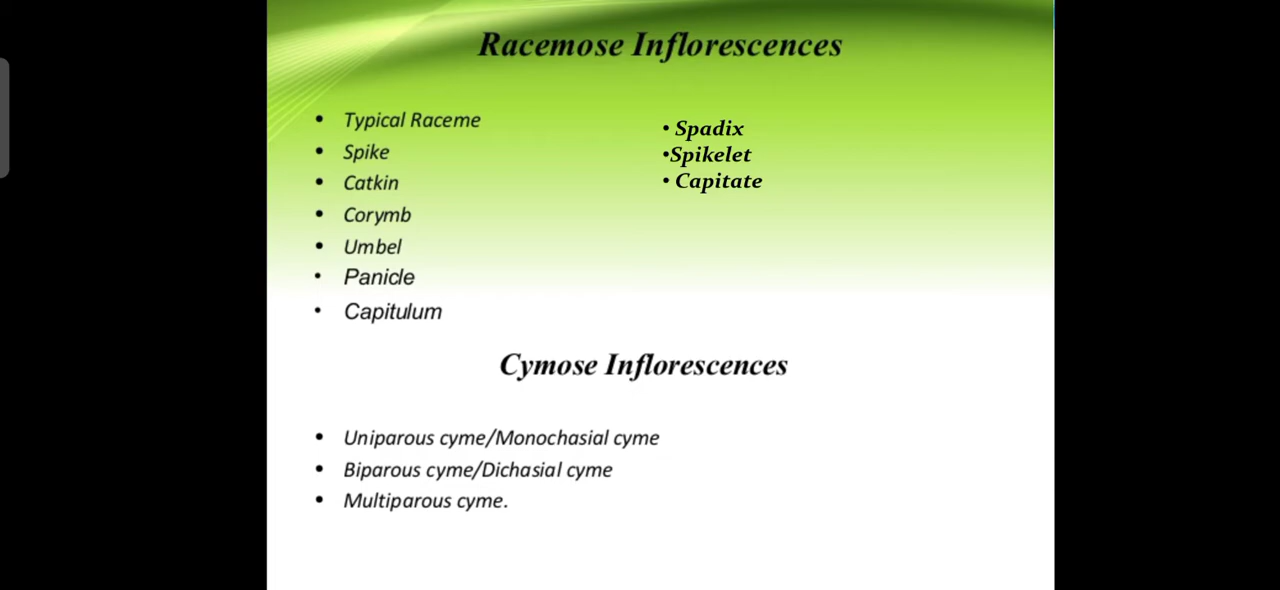 Racemose Inflorescences
• Typical Raceme
• Spike
• Catkin
• Corymb
• Umbel
• Panicle
• Capitulum
• Spadix
•Spikelet
• Capitate
Cymose Inflorescences
• Uniparous cyme/Monochasial cyme
• Biparous cyme/Dichasial cyme
• Multiparous cyme.